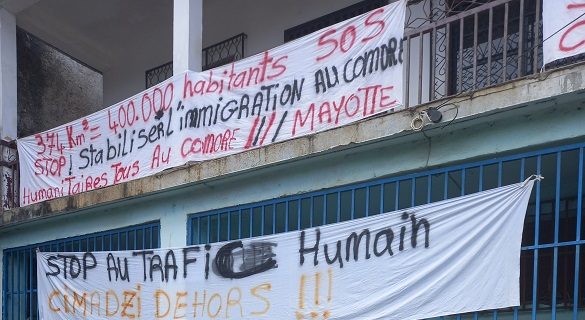 374 Km² = 400.000 habitants SOS
STOP! stabiliser l'immigration au COMORE
HumaniTaires Tous Au COMORE /// MAYOTTE
STOP AU TRAFIC Humain
CIMADZI DEHORS !!!